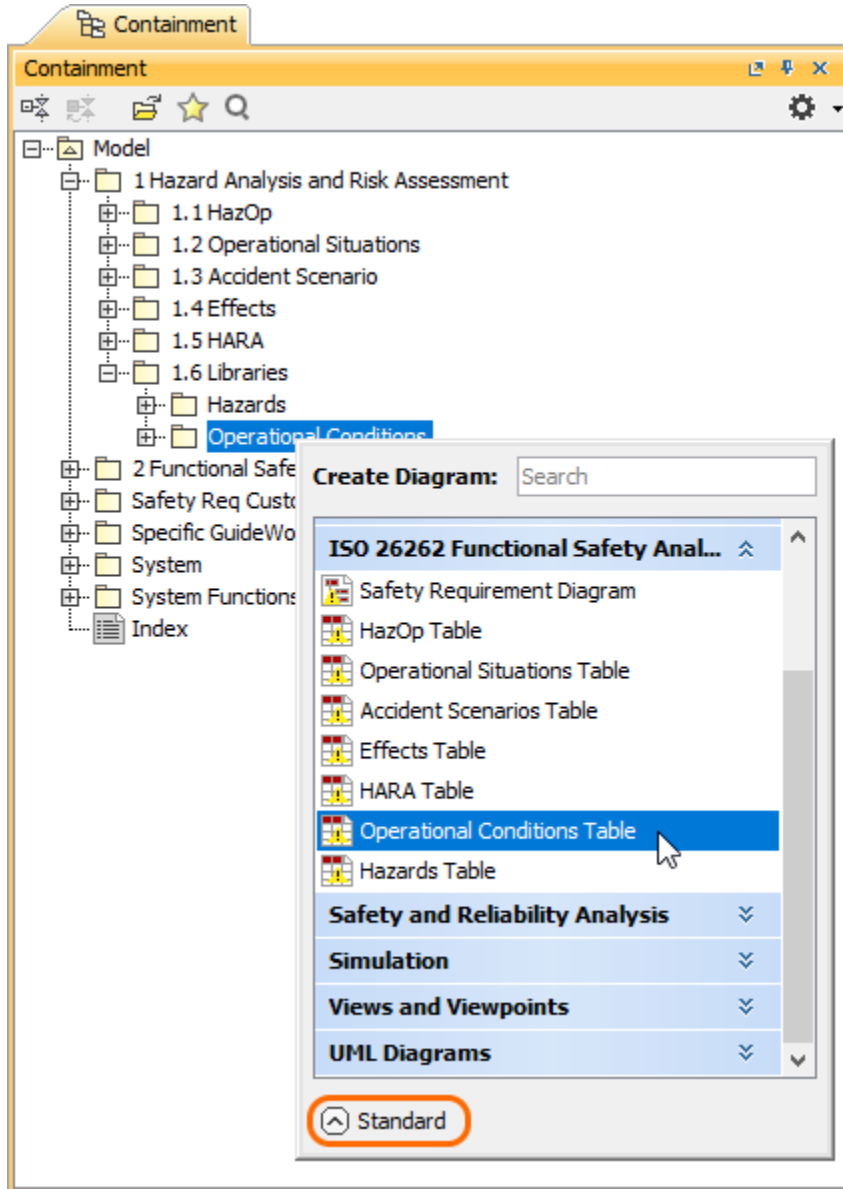 Containment
Containment
Model
1 Hazard Analysis and Risk Assessment
1.1 HazOp
1.2 Operational Situations
1.3 Accident Scenario
1.4 Effects
1.5 HARA
1.6 Libraries
Hazards
Operational Conditions
2 Functional Safe
Safety Req Custo
Specific GuideWo
System
System Functions
Index
Create Diagram: Search
ISO 26262 Functional Safety Anal...
Safety Requirement Diagram
HazOp Table
Operational Situations Table
Accident Scenarios Table
Effects Table
HARA Table
Operational Conditions Table
Hazards Table
Safety and Reliability Analysis
Simulation
Views and Viewpoints
UML Diagrams
Standard